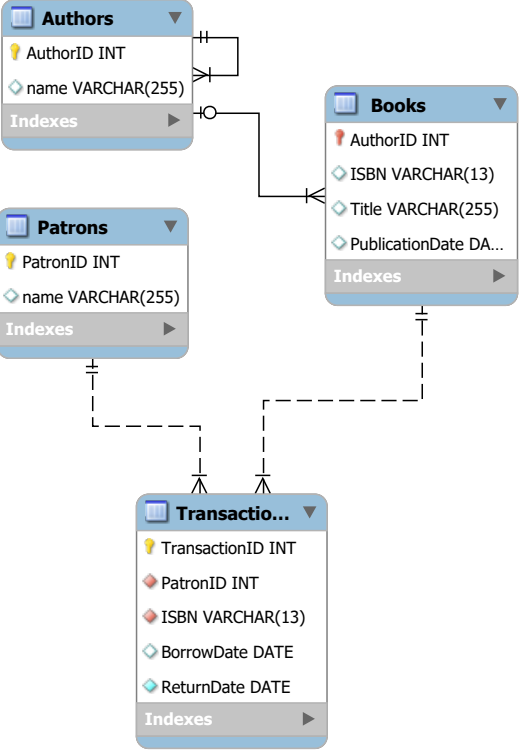 Authors
AuthorID INT
name VARCHAR(255)
Indexes
Books
AuthorID INT
ISBN VARCHAR(13)
Title VARCHAR(255)
PublicationDate DA...
Indexes
Patrons
PatronID INT
name VARCHAR(255)
Indexes
Transactio...
TransactionID INT
PatronID INT
ISBN VARCHAR(13)
BorrowDate DATE
ReturnDate DATE
Indexes